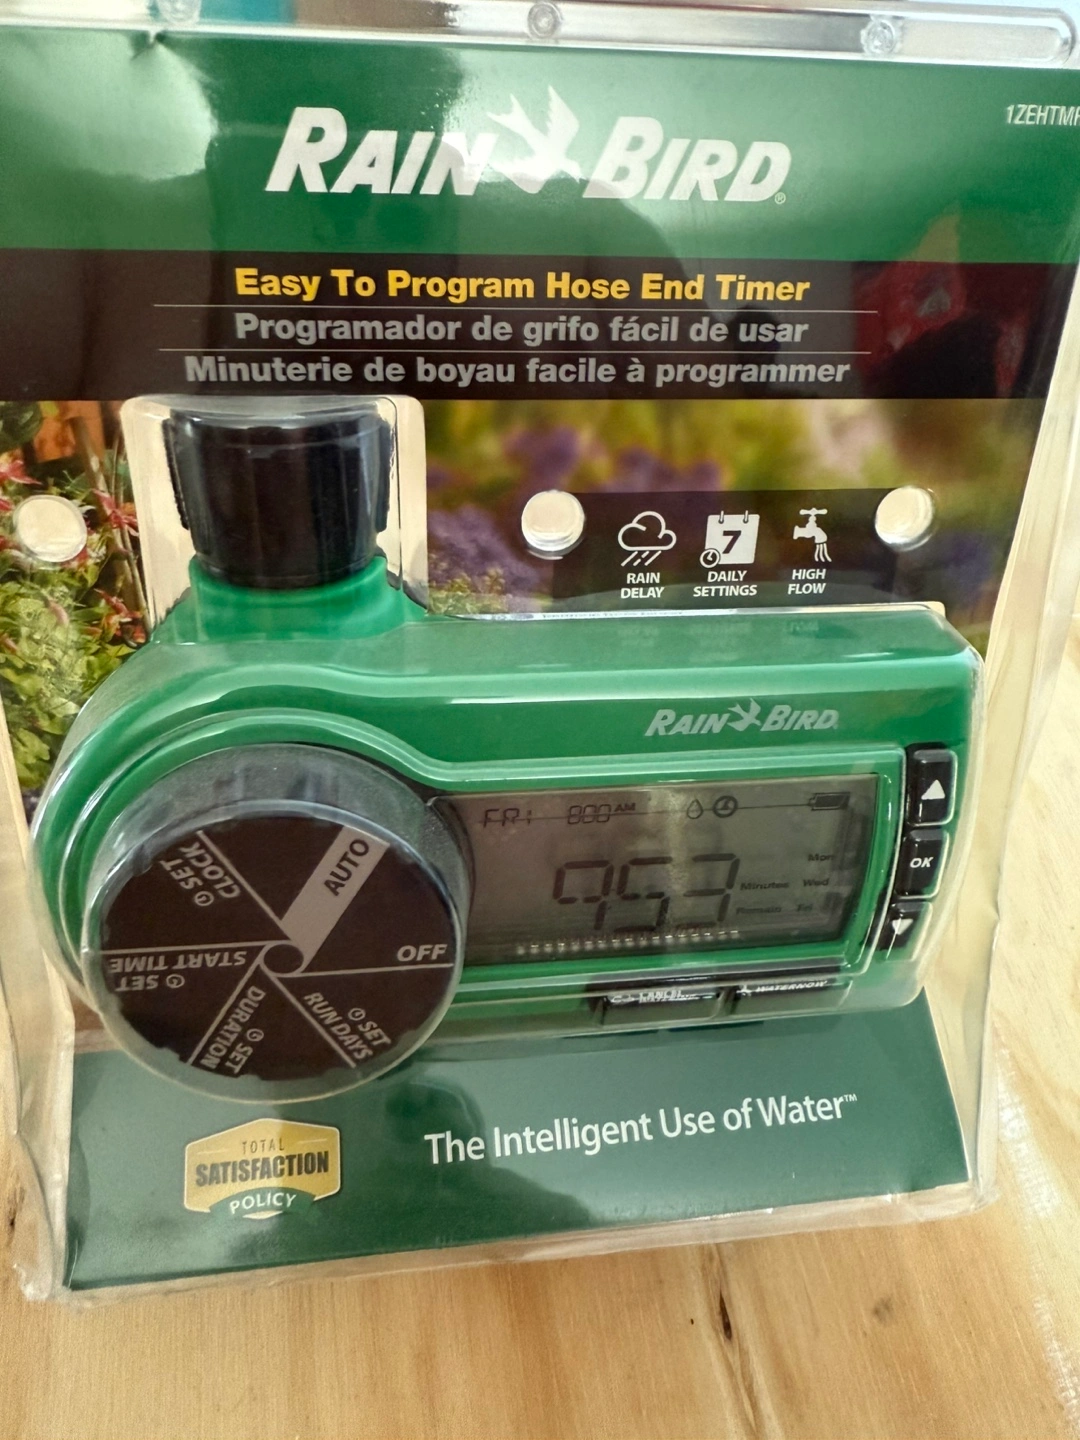 RAIN BIRD®
1ZEHTM
Easy To Program Hose End Timer
Programador de grifo fácil de usar
Minuterie de boyau facile à programmer
7
RAIN
DELAY
DAILY
SETTINGS
HIGH
FLOW
RAIN BIRD
FRI 800 AM
Mon
Minutes Wed
Remain Fri
OK
AUTO
OFF
SET
RUN DAYS
SET
DURATION
SET
START TIME
SET
CLOCK
WATERNOW
The Intelligent Use of Water™
TOTAL
SATISFACTION
POLICY